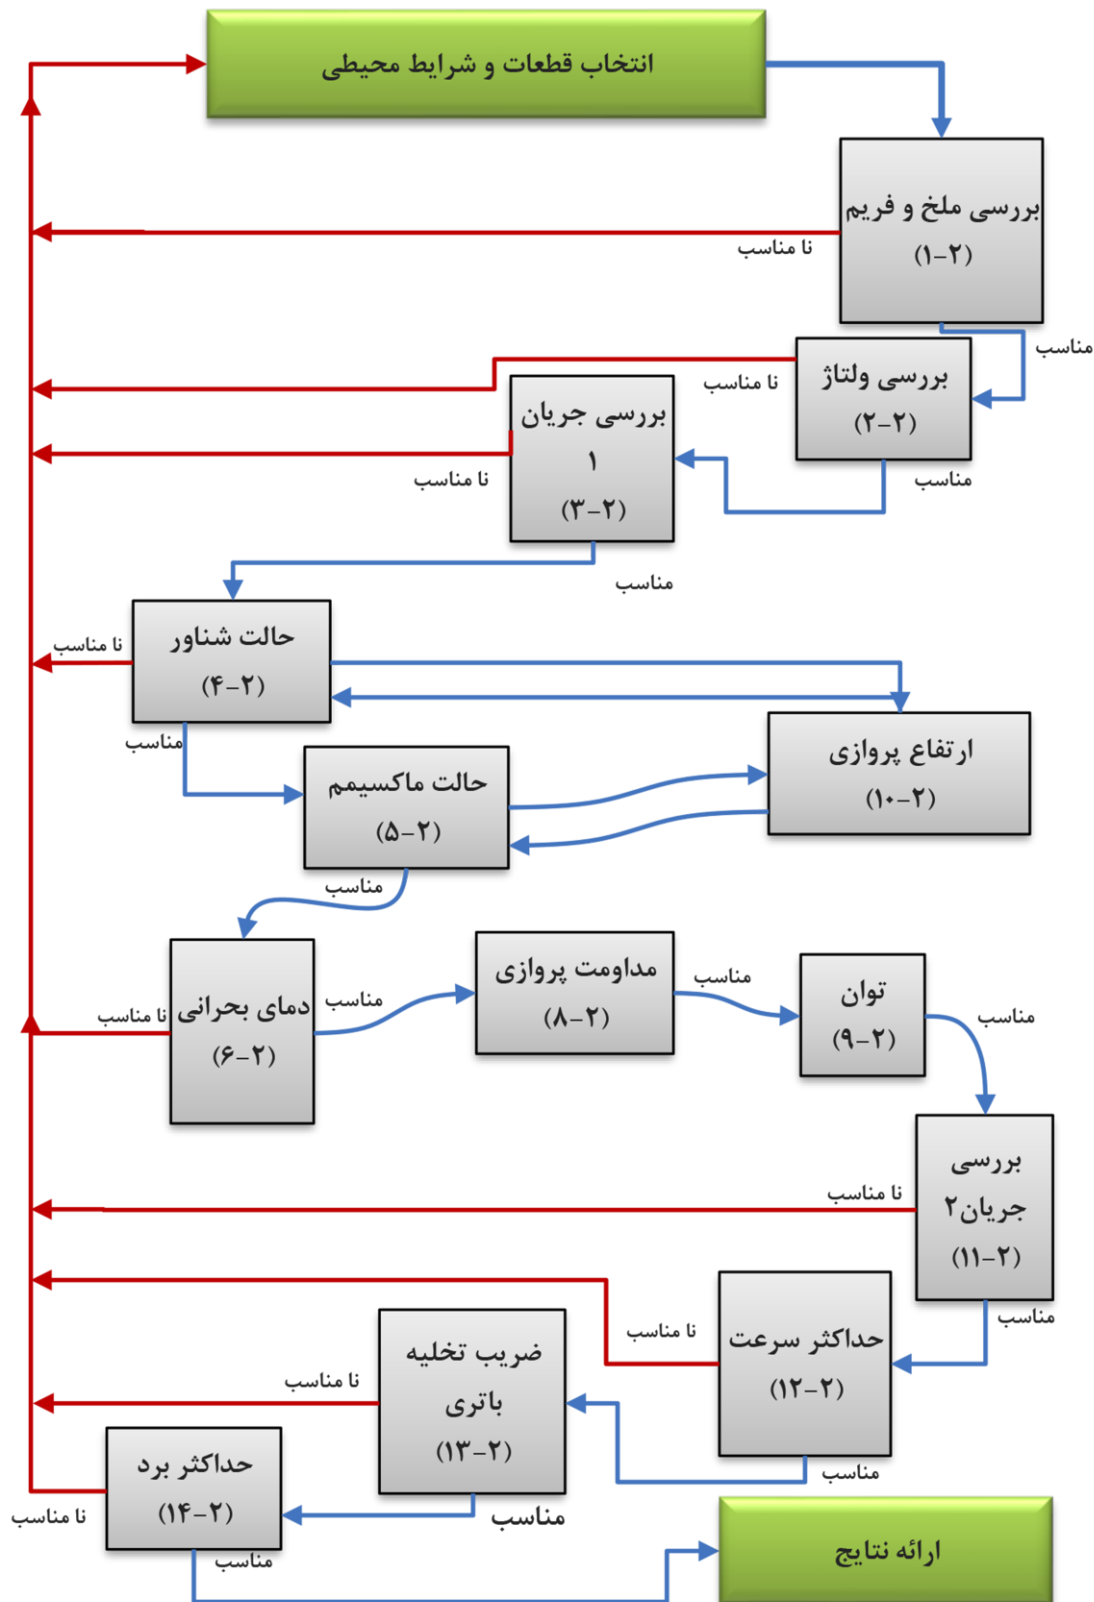 انتخاب قطعات و شرایط محیطی
بررسی ملخ و فریم
(۱-۲)
نا مناسب
مناسب
بررسی ولتاژ
(۲-۲)
نا مناسب
مناسب
بررسی جریان
۱
(۳-۲)
نا مناسب
مناسب
حالت شناور
(۴-۲)
نا مناسب
مناسب
ارتفاع پروازی
(۱۰-۲)
حالت ماکسیمم
(۵-۲)
مناسب
دمای بحرانی
(۶-۲)
نا مناسب
مناسب
مداومت پروازی
(۸-۲)
مناسب
توان
(۹-۲)
مناسب
بررسی
جریان۲
(۱۱-۲)
نا مناسب
مناسب
حداکثر سرعت
(۱۲-۲)
نا مناسب
مناسب
ضریب تخلیه
باتری
(۱۳-۲)
نا مناسب
مناسب
حداکثر برد
(۱۴-۲)
نا مناسب
مناسب
ارائه نتایج